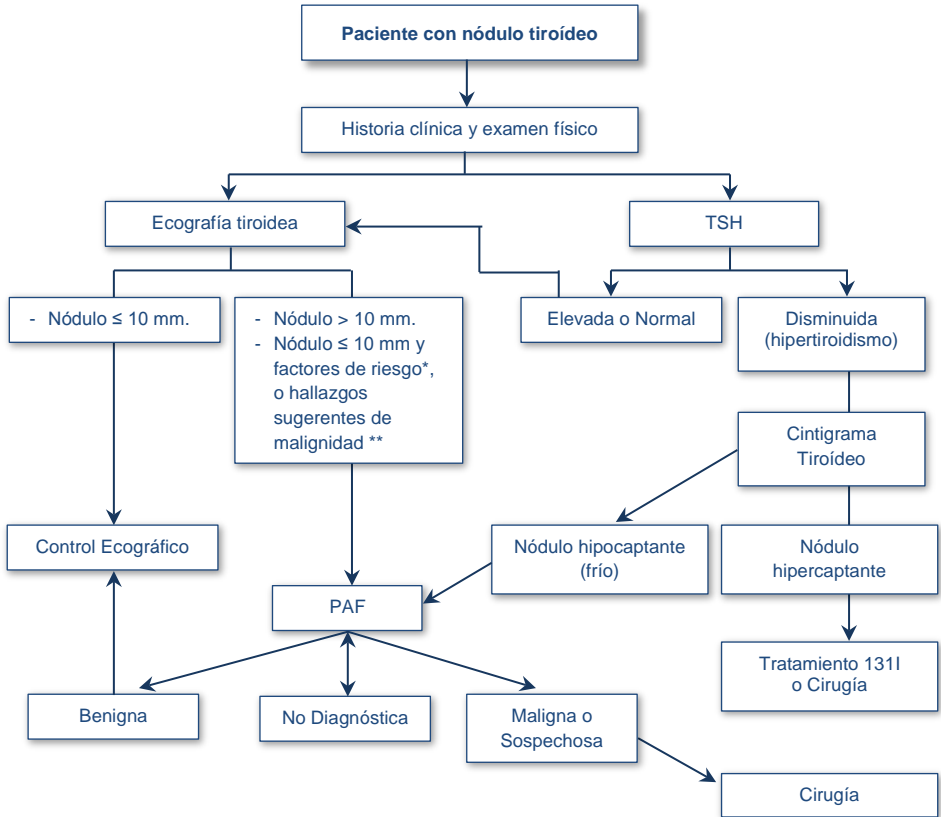 Paciente con nódulo tiroídeo
Historia clínica y examen físico
Ecografía tiroidea
TSH
- Nódulo ≤ 10 mm.
- Nódulo > 10 mm.
- Nódulo ≤ 10 mm y
factores de riesgo*,
o hallazgos
sugerentes de
malignidad **
Elevada o Normal
Disminuida
(hipertiroidismo)
Cintigrama
Tiroídeo
Control Ecográfico
Nódulo hipocaptante
(frío)
Nódulo
hipercaptante
PAF
Tratamiento 131I
o Cirugía
Benigna
No Diagnóstica
Maligna o
Sospechosa
Cirugía